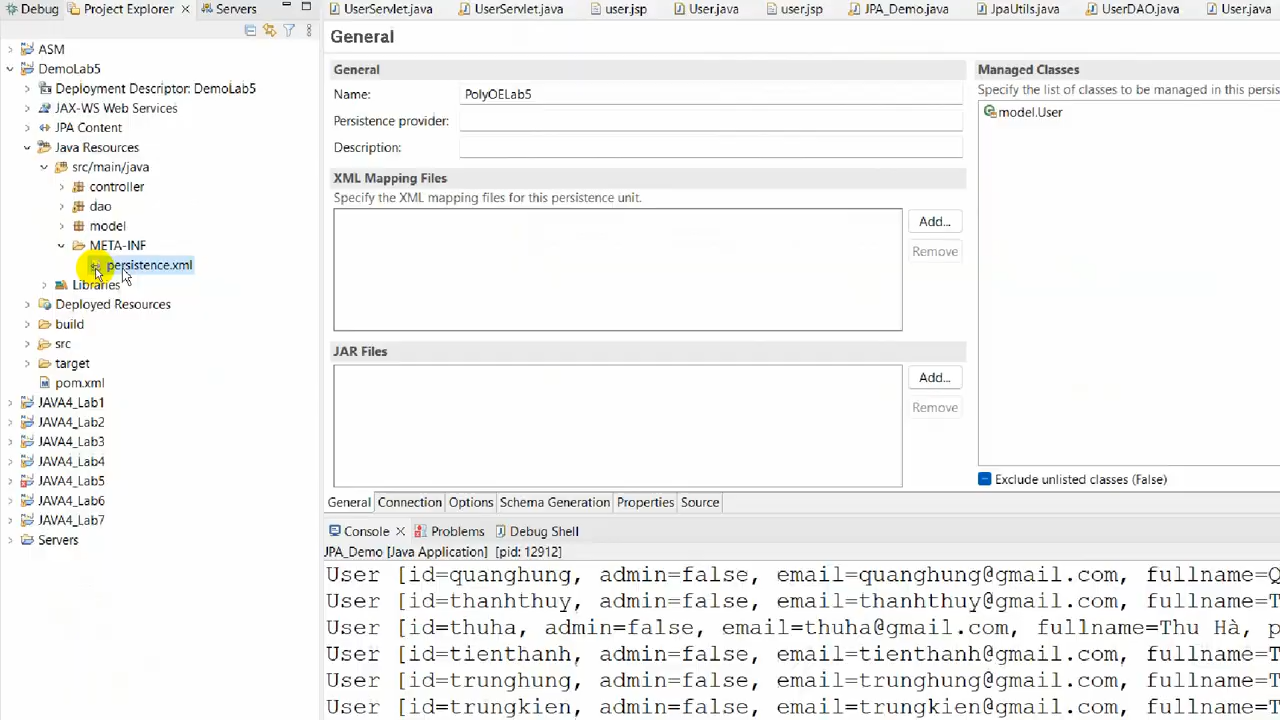 Debug Project Explorer Servers
ASM
DemoLab5
Deployment Descriptor: DemoLab5
JAX-WS Web Services
JPA Content
Java Resources
src/main/java
controller
dao
model
META-INF
persistence.xml
Libraries
Deployed Resources
build
src
target
pom.xml
JAVA4_Lab1
JAVA4_Lab2
JAVA4_Lab3
JAVA4_Lab4
JAVA4_Lab5
JAVA4_Lab6
JAVA4_Lab7
Servers
UserServlet.java UserServlet.java user.jsp User.java user.jsp JPA_Demo.java JpaUtils.java UserDAO.java User.java
General
General
Name: PolyOELab5
Persistence provider:
Description:
XML Mapping Files
Specify the XML mapping files for this persistence unit.
Add...
Remove
JAR Files
Add...
Remove
Managed Classes
Specify the list of classes to be managed in this persis
model.User
Exclude unlisted classes (False)
General Connection Options Schema Generation Properties Source
Console Problems Debug Shell
JPA_Demo [Java Application] [pid: 12912]
User [id=quanghung, admin=false, email=quanghung@gmail.com, fullname=Q
User [id=thanhthuy, admin=false, email=thanhthuy@gmail.com, fullname=T
User [id=thuha, admin=false, email=thuha@gmail.com, fullname=Thu Hà, p
User [id=tienthanh, admin=false, email=tienthanh@gmail.com, fullname=T
User [id=trunghung, admin=false, email=trunghung@gmail.com, fullname=T
User [id=trungkien, admin=false, email=trungkien@gmail.com, fullname=T